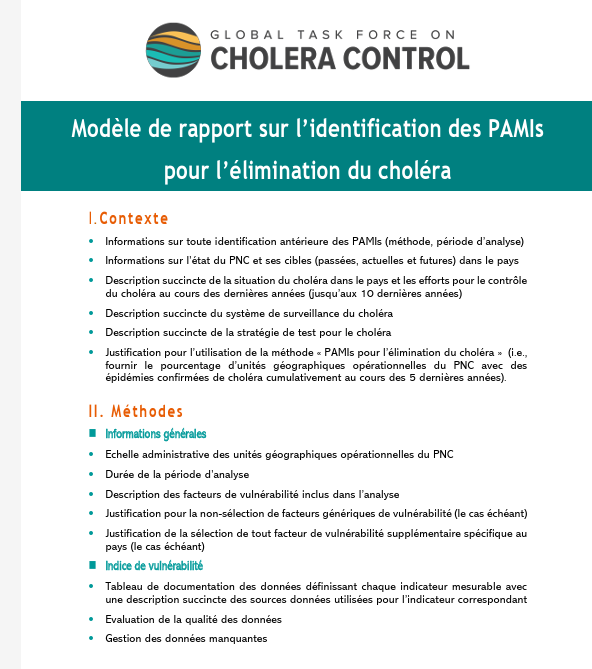 GLOBAL TASK FORCE ON
CHOLERA CONTROL
Modèle de rapport sur l’identification des PAMIs
pour l’élimination du choléra
I.Contexte
• Informations sur toute identification antérieure des PAMIs (méthode, période d’analyse)
• Informations sur l’état du PNC et ses cibles (passées, actuelles et futures) dans le pays
• Description succincte de la situation du choléra dans le pays et les efforts pour le contrôle
du choléra au cours des dernières années (jusqu’aux 10 dernières années)
• Description succincte du système de surveillance du choléra
• Description succincte de la stratégie de test pour le choléra
• Justification pour l’utilisation de la méthode « PAMIs pour l’élimination du choléra » (i.e.,
fournir le pourcentage d’unités géographiques opérationnelles du PNC avec des
épidémies confirmées de choléra cumulativement au cours des 5 dernières années).
II. Méthodes
■ Informations générales
• Echelle administrative des unités géographiques opérationnelles du PNC
• Durée de la période d’analyse
• Description des facteurs de vulnérabilité inclus dans l’analyse
• Justification pour la non-sélection de facteurs génériques de vulnérabilité (le cas échéant)
• Justification de la sélection de tout facteur de vulnérabilité supplémentaire spécifique au
pays (le cas échéant)
■ Indice de vulnérabilité
• Tableau de documentation des données définissant chaque indicateur mesurable avec
une description succincte des sources données utilisées pour l’indicateur correspondant
• Evaluation de la qualité des données
• Gestion des données manquantes